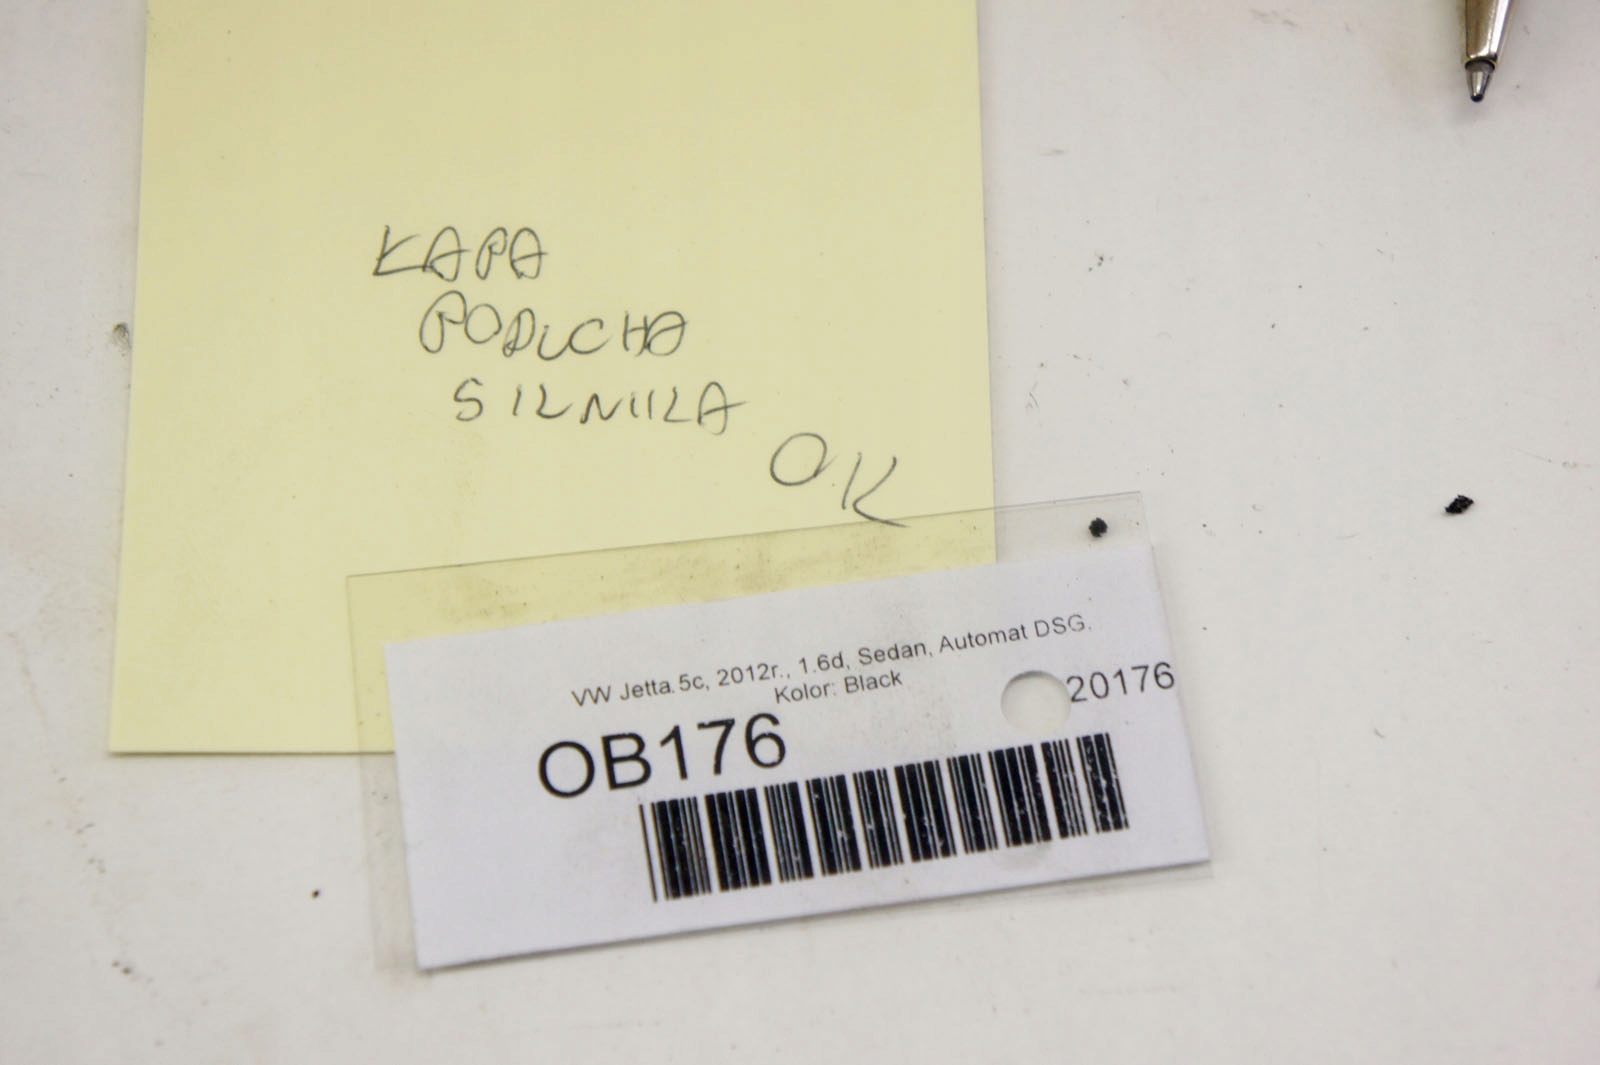 ŁAPA
PODUCHA
SILNIKA
OK
VW Jetta 5c, 2012r., 1.6d, Sedan, Automat DSG.
Kolor: Black
20176
OB176